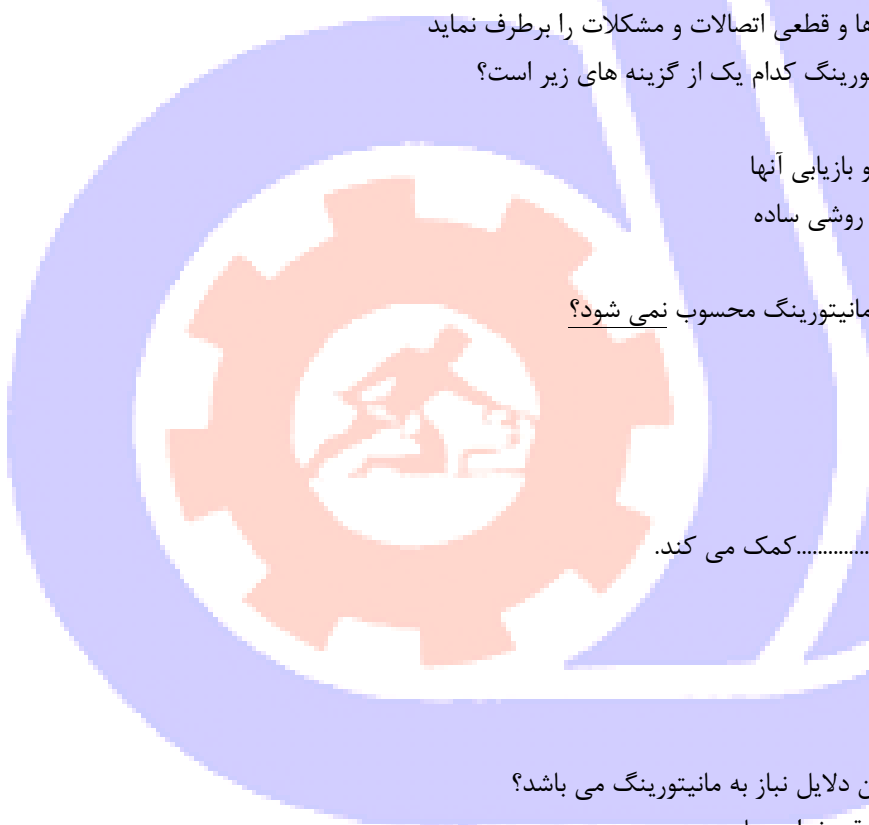 ها و قطعی اتصالات و مشکلات را برطرف نماید
ورینگ کدام یک از گزینه های زیر است؟
و بازیابی آنها
روشی ساده
مانیتورینگ محسوب نمی شود؟
..............کمک می کند.
ن دلایل نیاز به مانیتورینگ می باشد؟